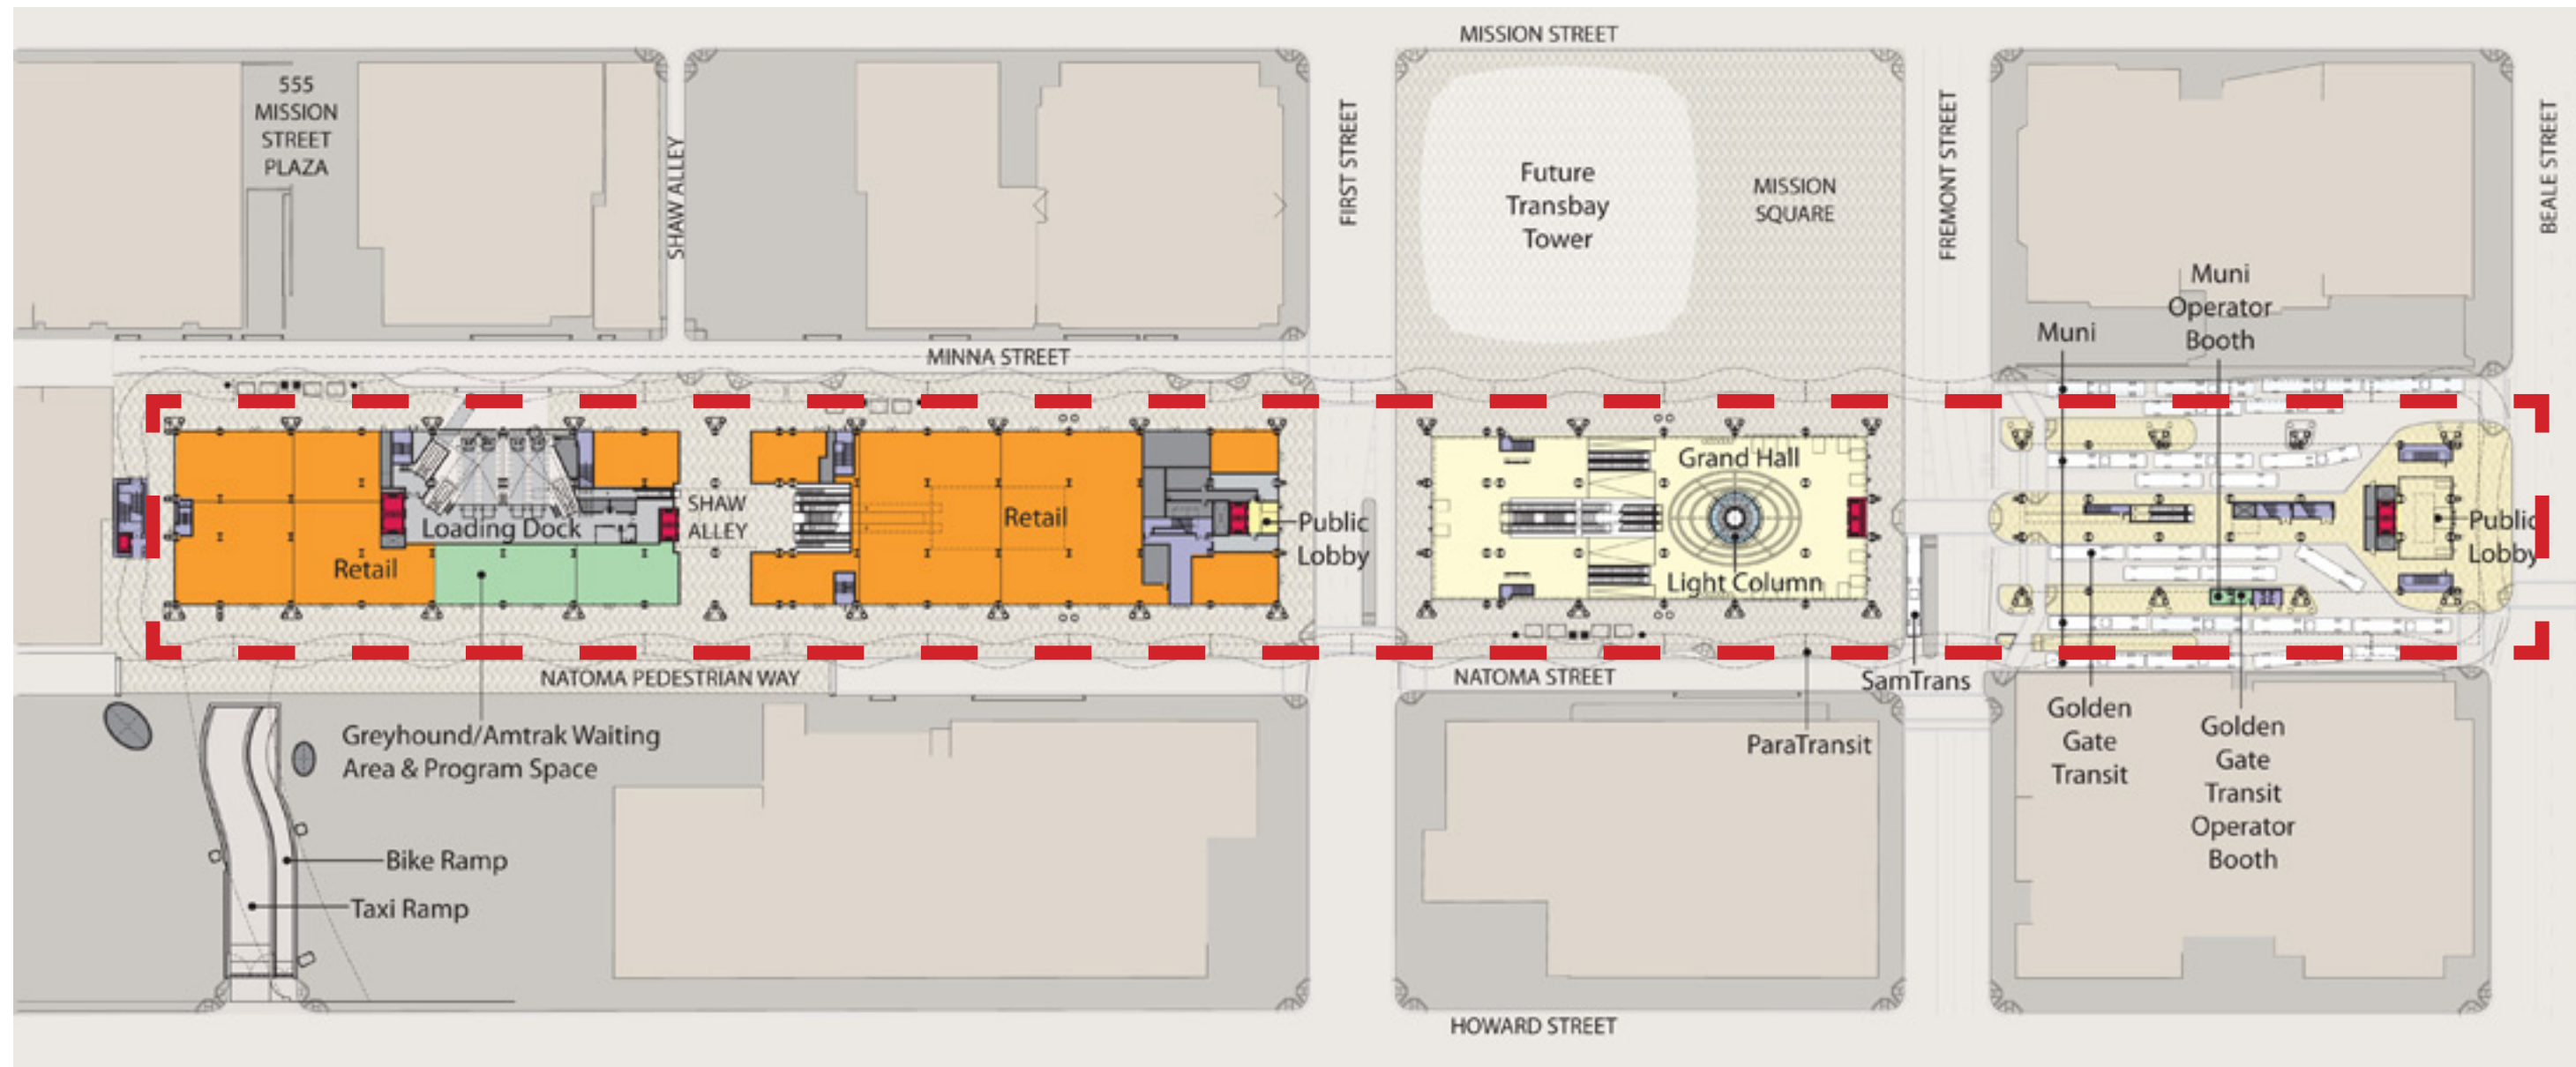 MISSION STREET
555
MISSION
STREET
PLAZA
SHAW ALLEY
FIRST STREET
Future
Transbay
Tower
MISSION
SQUARE
FREMONT STREET
BEALE STREET
Muni
Operator
Booth
Muni
MINNA STREET
Grand Hall
Loading Dock
SHAW
ALLEY
Retail
Public
Lobby
Public
Lobby
Retail
Light Column
NATOMA PEDESTRIAN WAY
NATOMA STREET
SamTrans
Greyhound/Amtrak Waiting
Area & Program Space
ParaTransit
Golden
Gate
Transit
Golden
Gate
Transit
Operator
Booth
Bike Ramp
Taxi Ramp
HOWARD STREET